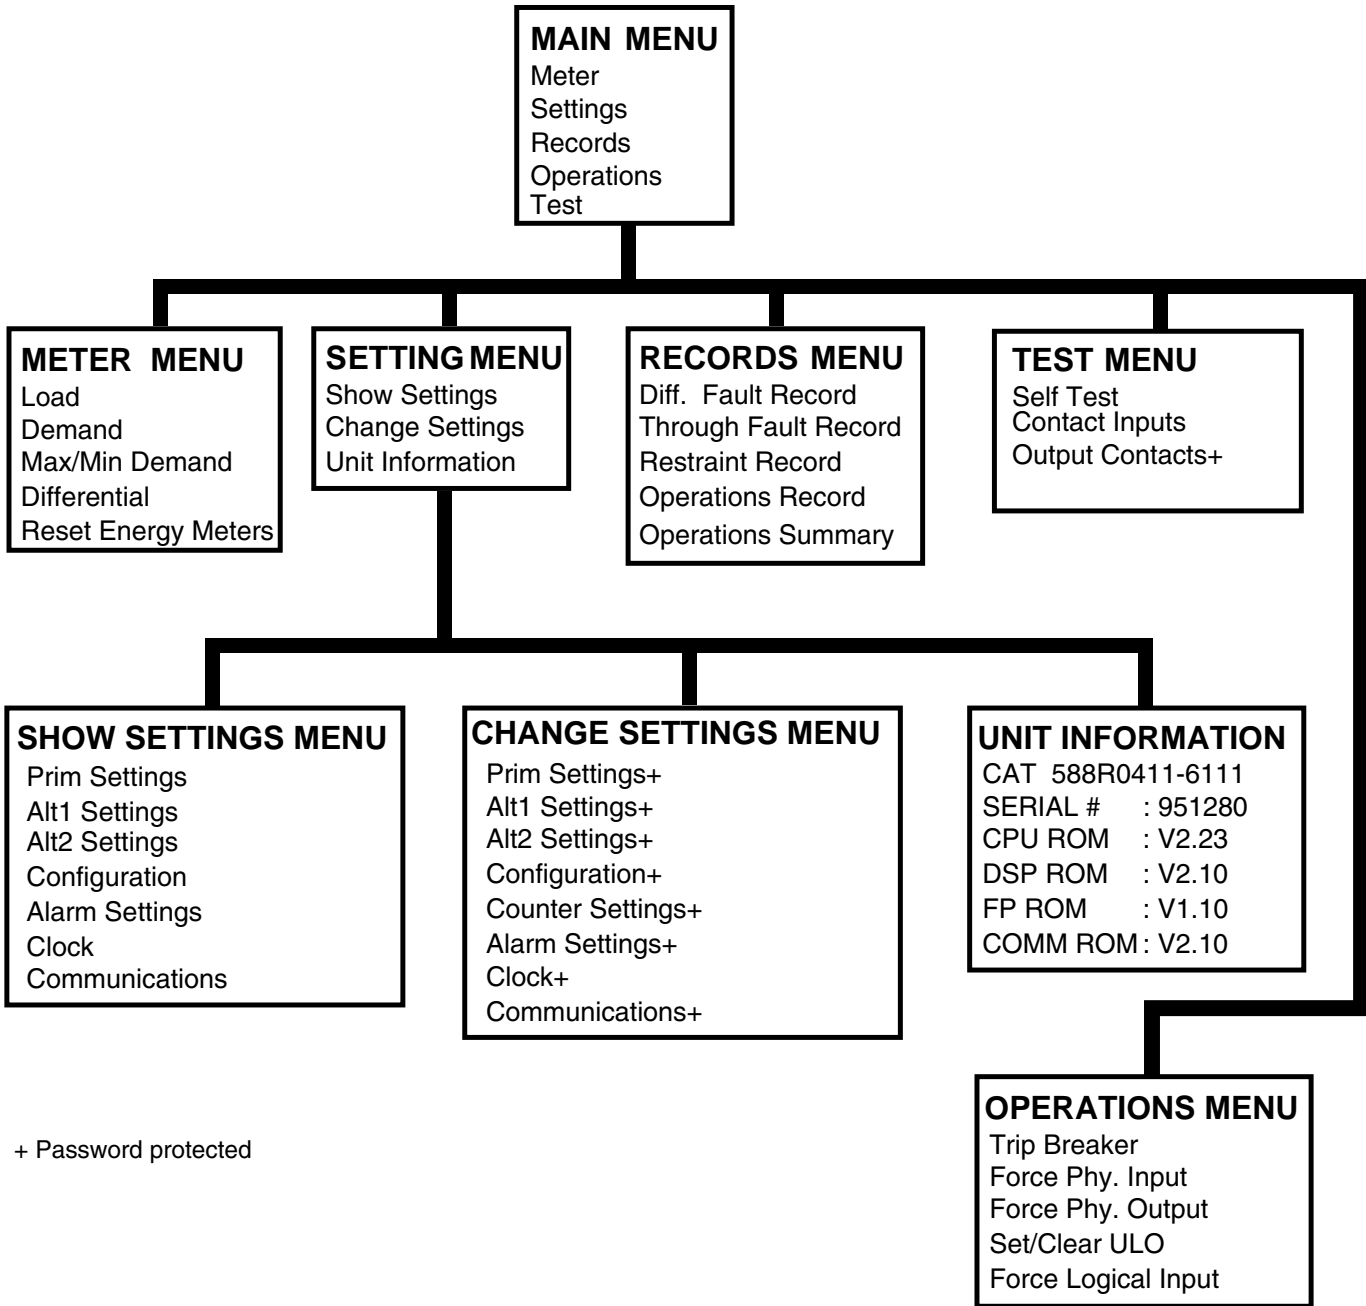 MAIN MENU
Meter
Settings
Records
Operations
Test
METER MENU
Load
Demand
Max/Min Demand
Differential
Reset Energy Meters
SETTING MENU
Show Settings
Change Settings
Unit Information
RECORDS MENU
Diff. Fault Record
Through Fault Record
Restraint Record
Operations Record
Operations Summary
TEST MENU
Self Test
Contact Inputs
Output Contacts+
SHOW SETTINGS MENU
Prim Settings
Alt1 Settings
Alt2 Settings
Configuration
Alarm Settings
Clock
Communications
CHANGE SETTINGS MENU
Prim Settings+
Alt1 Settings+
Alt2 Settings+
Configuration+
Counter Settings+
Alarm Settings+
Clock+
Communications+
UNIT INFORMATION
CAT 588R0411-6111
SERIAL # : 951280
CPU ROM : V2.23
DSP ROM : V2.10
FP ROM : V1.10
COMM ROM : V2.10
OPERATIONS MENU
Trip Breaker
Force Phy. Input
Force Phy. Output
Set/Clear ULO
Force Logical Input
+ Password protected